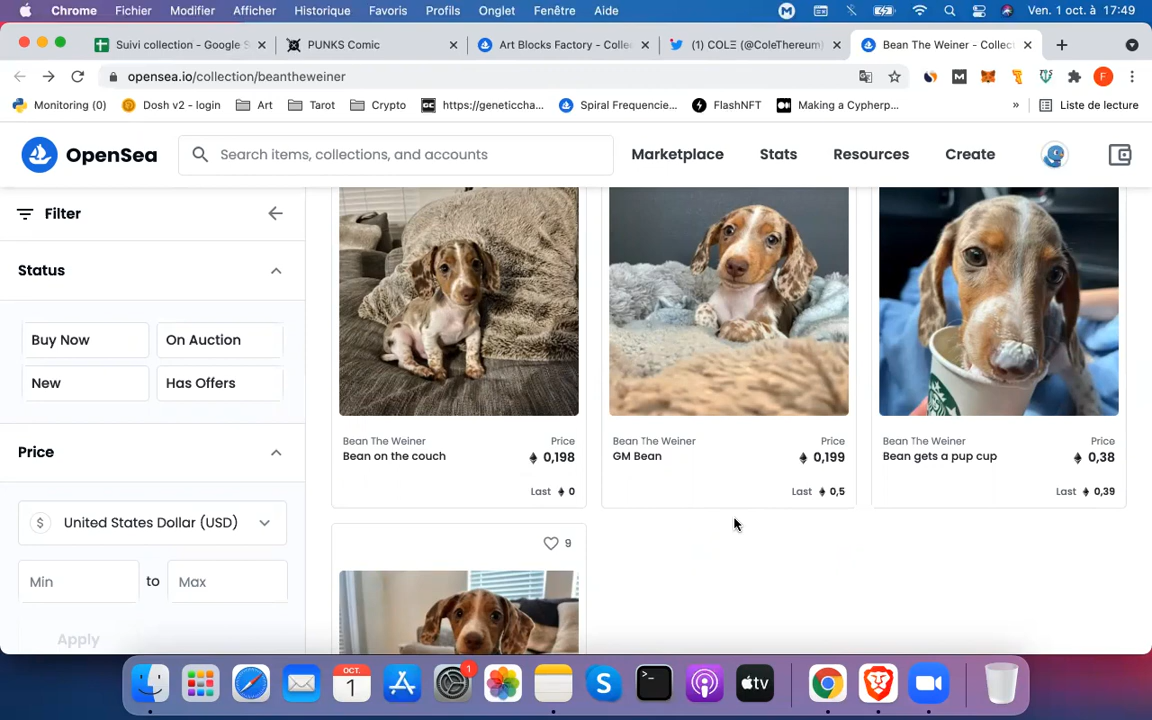 Chrome Fichier Modifier Afficher Historique Favoris Profils Onglet Fenêtre Aide Ven. 1 oct. à 17:49
Suivi collection - Google S PUNKS Comic Art Blocks Factory - Collec (1) COLΞ (@ColeThereum) Bean The Weiner - Collect
opensea.io/collection/beantheweiner
Monitoring (0) Dosh v2 - login Art Tarot Crypto https://geneticcha... Spiral Frequencie... FlashNFT Making a Cypherp... » Liste de lecture
OpenSea Search items, collections, and accounts Marketplace Stats Resources Create
Filter
Status
Buy Now On Auction
New Has Offers
Price
United States Dollar (USD)
Min to Max
Apply
Bean The Weiner Price
Bean on the couch 0,198
Last 0
Bean The Weiner Price
GM Bean 0,199
Last 0,5
Bean The Weiner Price
Bean gets a pup cup 0,38
Last 0,39
9
OCT.
1
1
tv